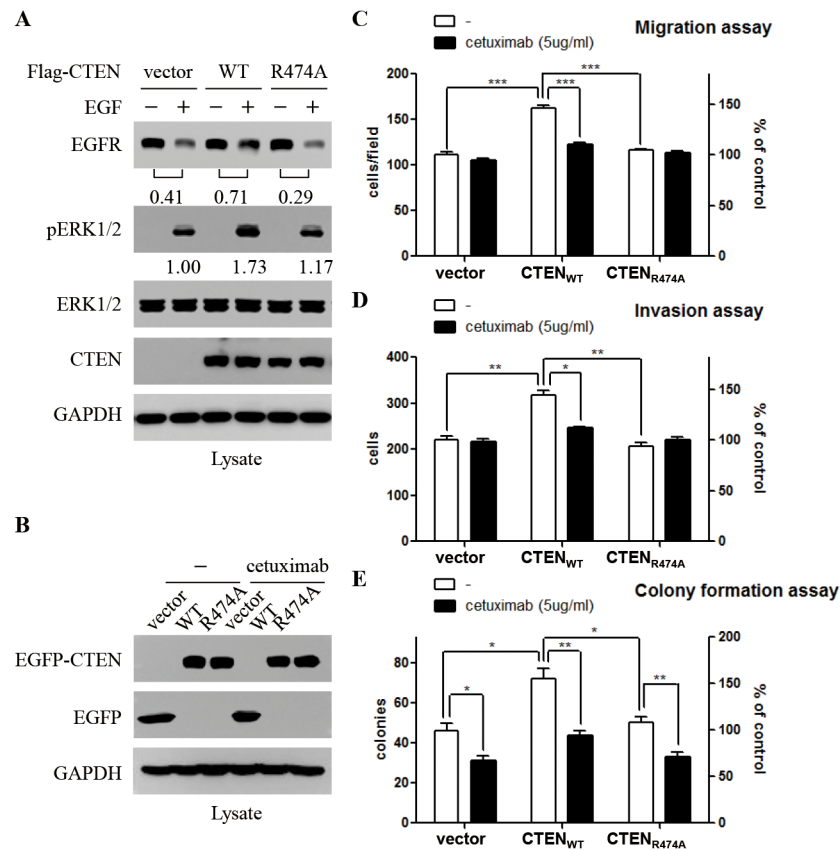 A
Flag-CTEN vector WT R474A
EGF − + − + − +
EGFR
0.41 0.71 0.29
pERK1/2
1.00 1.73 1.17
ERK1/2
CTEN
GAPDH
Lysate
B
− cetuximab
vector WT R474A vector WT R474A
EGFP-CTEN
EGFP
GAPDH
Lysate
C
-
cetuximab (5ug/ml)
Migration assay
*** *** ***
cells/field
200
150
100
50
0
% of control
150
100
50
0
vector CTENWT CTENR474A
D
-
cetuximab (5ug/ml)
Invasion assay
** * **
cells
400
300
200
100
0
% of control
150
100
50
0
vector CTENWT CTENR474A
E
-
cetuximab (5ug/ml)
Colony formation assay
* * ** * **
colonies
80
60
40
20
0
% of control
200
150
100
50
0
vector CTENWT CTENR474A